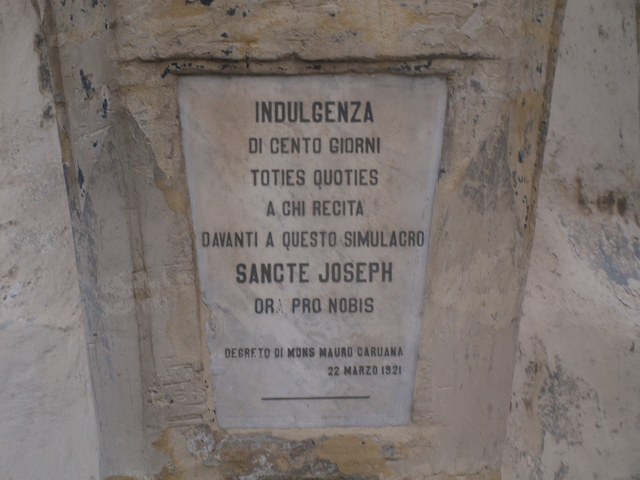 INDULGENZA
DI CENTO GIORNI
TOTIES QUOTIES
A CHI RECITA
DAVANTI A QUESTO SIMULACRO
SANCTE JOSEPH
ORA PRO NOBIS
DECRETO DI MONS MAURO CARUANA
22 MARZO 1921